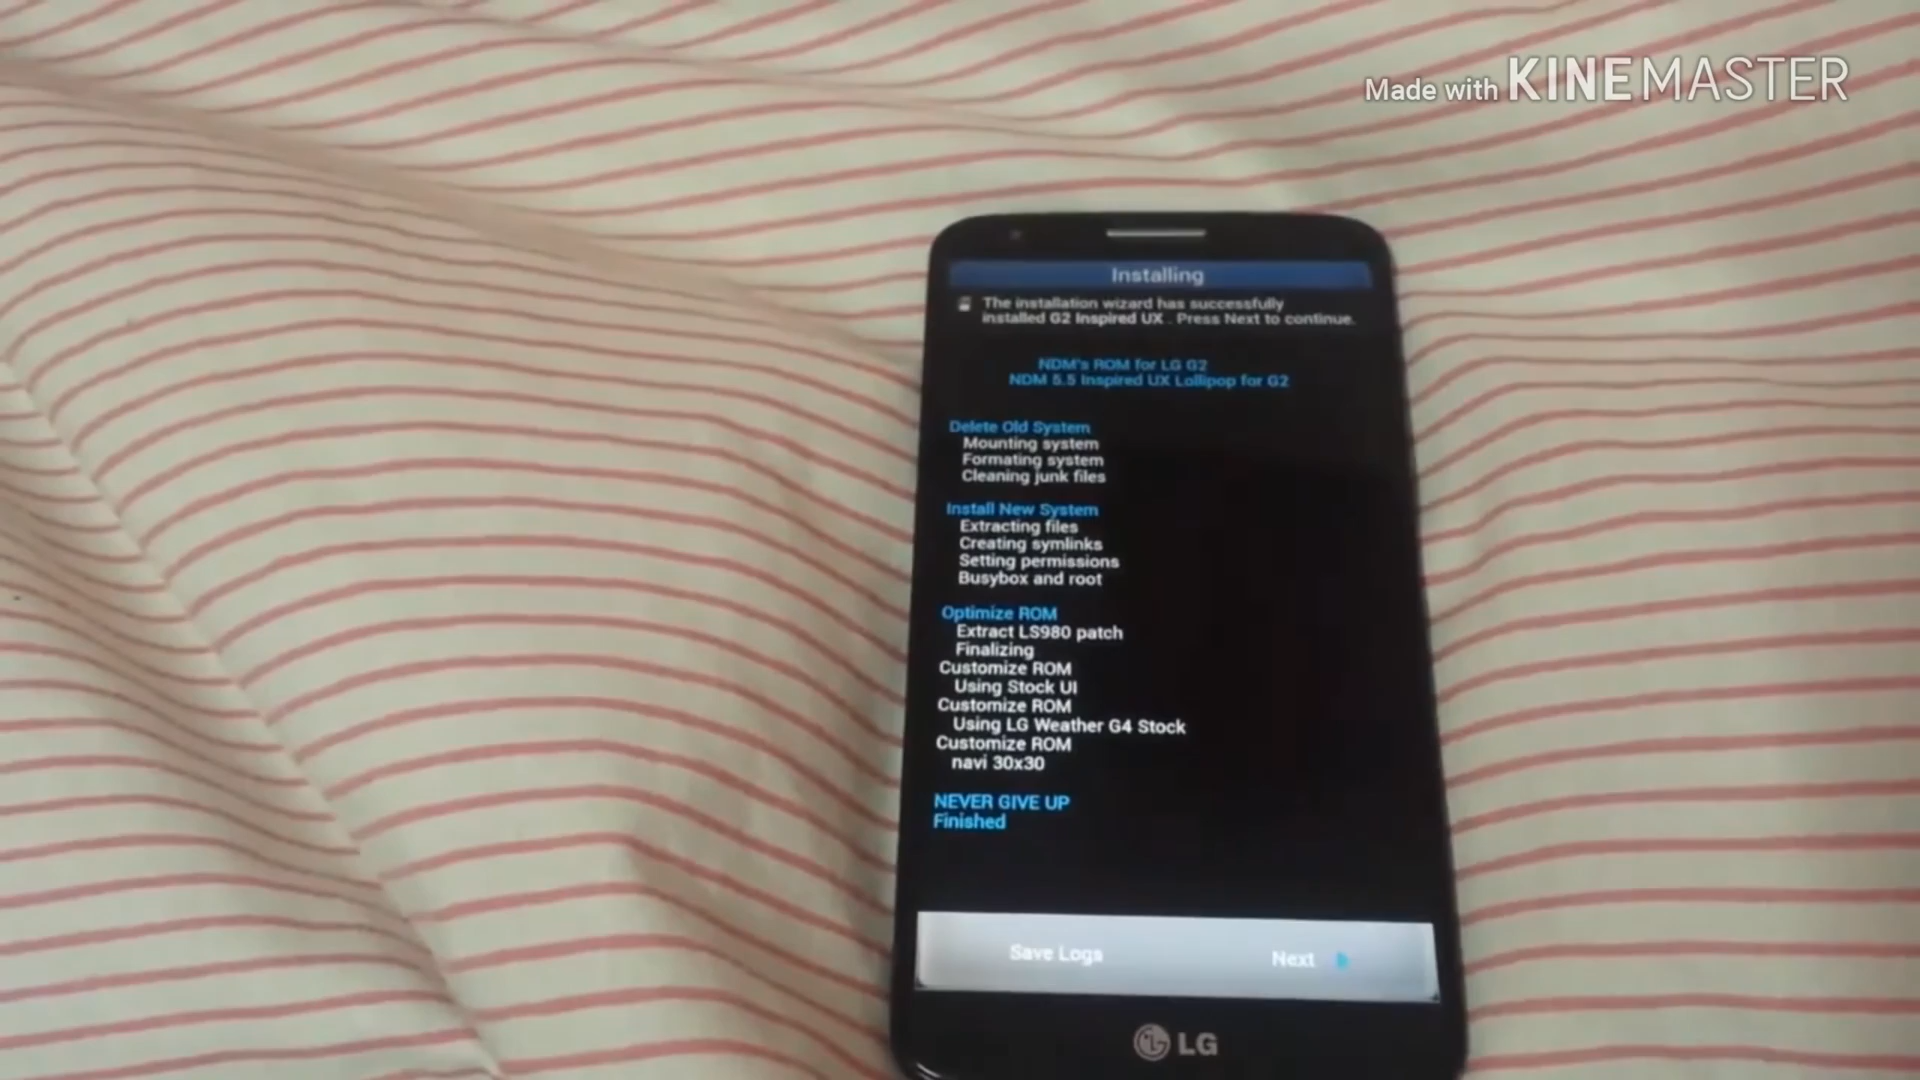 Made with KINEMASTER
Installing
The installation wizard has successfully
installed G2 Inspired UX . Press Next to continue.
NDM's ROM for LG G2
NDM 5.5 Inspired UX Lollipop for G2
Delete Old System
Mounting system
Formating system
Cleaning junk files
Install New System
Extracting files
Creating symlinks
Setting permissions
Busybox and root
Optimize ROM
Extract LS980 patch
Finalizing
Customize ROM
Using Stock UI
Customize ROM
Using LG Weather G4 Stock
Customize ROM
navi 30x30
NEVER GIVE UP
Finished
Save Logs
Next
LG